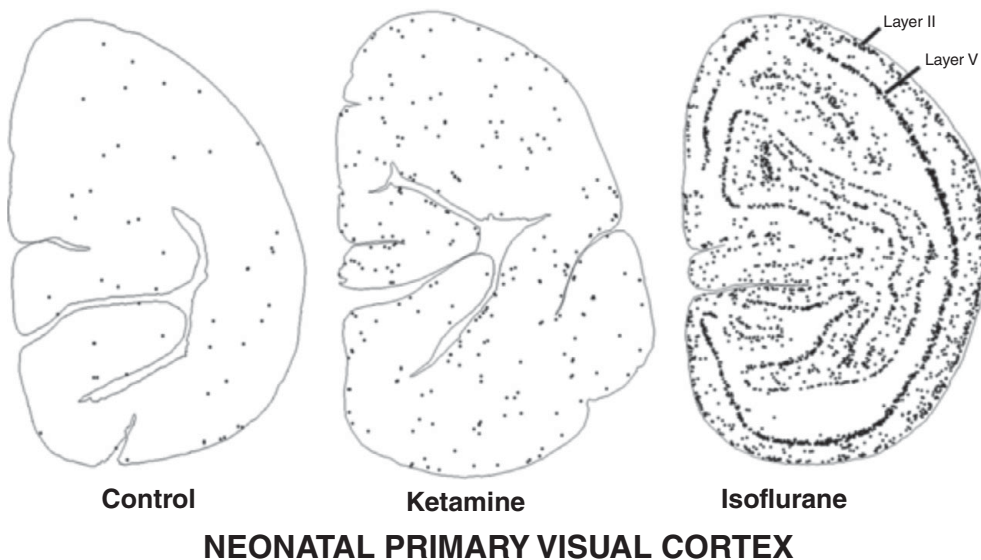 Layer II
Layer V
Control Ketamine Isoflurane
NEONATAL PRIMARY VISUAL CORTEX